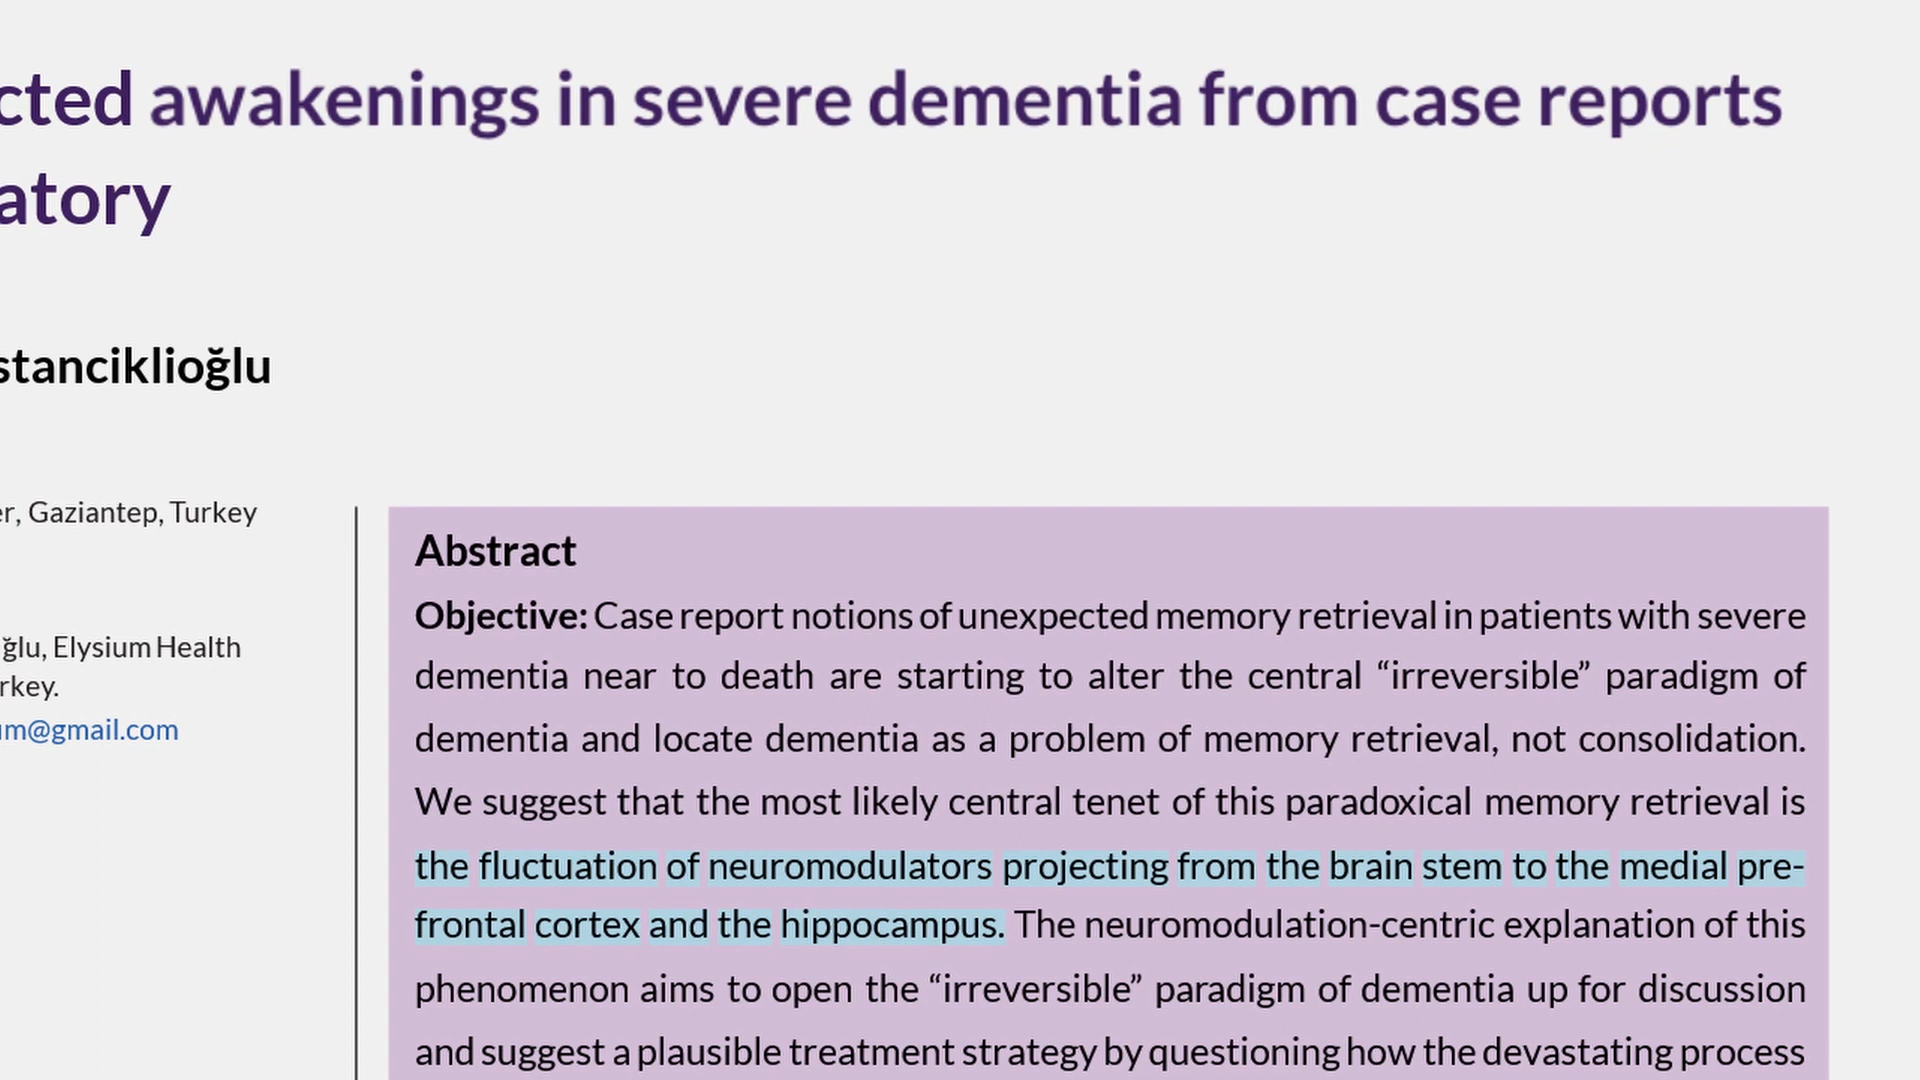 cted awakenings in severe dementia from case reports
atory
stanciklioğlu
er, Gaziantep, Turkey
ğlu, Elysium Health
rkey.
um@gmail.com
Abstract
Objective: Case report notions of unexpected memory retrieval in patients with severe
dementia near to death are starting to alter the central “irreversible” paradigm of
dementia and locate dementia as a problem of memory retrieval, not consolidation.
We suggest that the most likely central tenet of this paradoxical memory retrieval is
the fluctuation of neuromodulators projecting from the brain stem to the medial pre-
frontal cortex and the hippocampus. The neuromodulation-centric explanation of this
phenomenon aims to open the “irreversible” paradigm of dementia up for discussion
and suggest a plausible treatment strategy by questioning how the devastating process